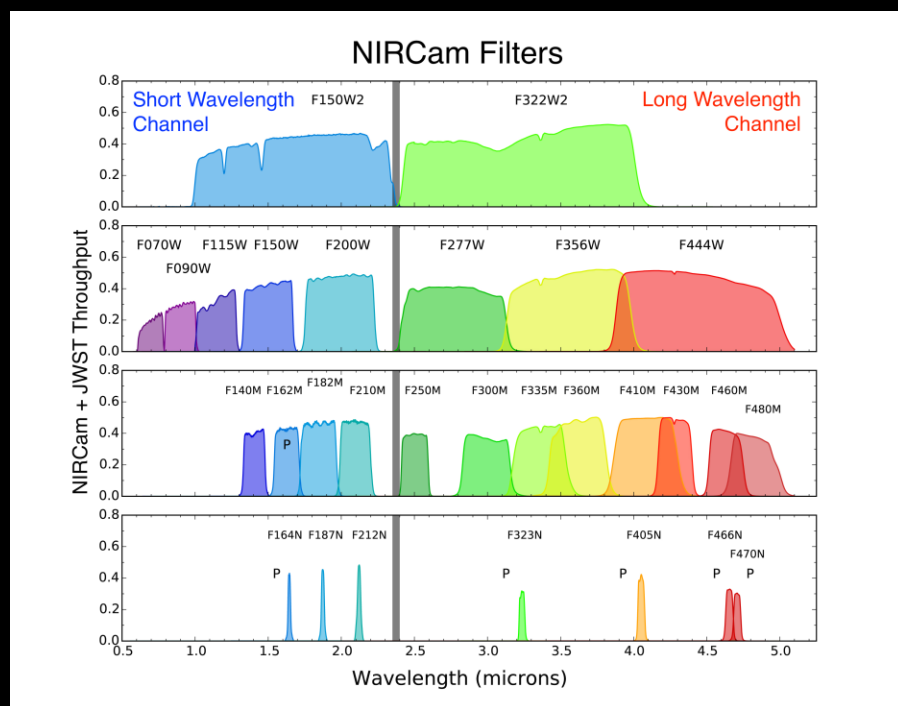 NIRCam Filters
0.8
0.6
0.4
0.2
0.0
Short Wavelength
Channel
F150W2
F322W2
Long Wavelength
Channel
0.8
0.6
0.4
0.2
0.0
F070W
F090W
F115W
F150W
F200W
F277W
F356W
F444W
0.8
0.6
0.4
0.2
0.0
F140M
F162M
F182M
F210M
F250M
F300M
F335M
F360M
F410M
F430M
F460M
F480M
P
0.8
0.6
0.4
0.2
0.0
F164N
F187N
F212N
F323N
F405N
F466N
F470N
P
P
P
P
P
0.5
1.0
1.5
2.0
2.5
3.0
3.5
4.0
4.5
5.0
Wavelength (microns)
NIRCam + JWST Throughput